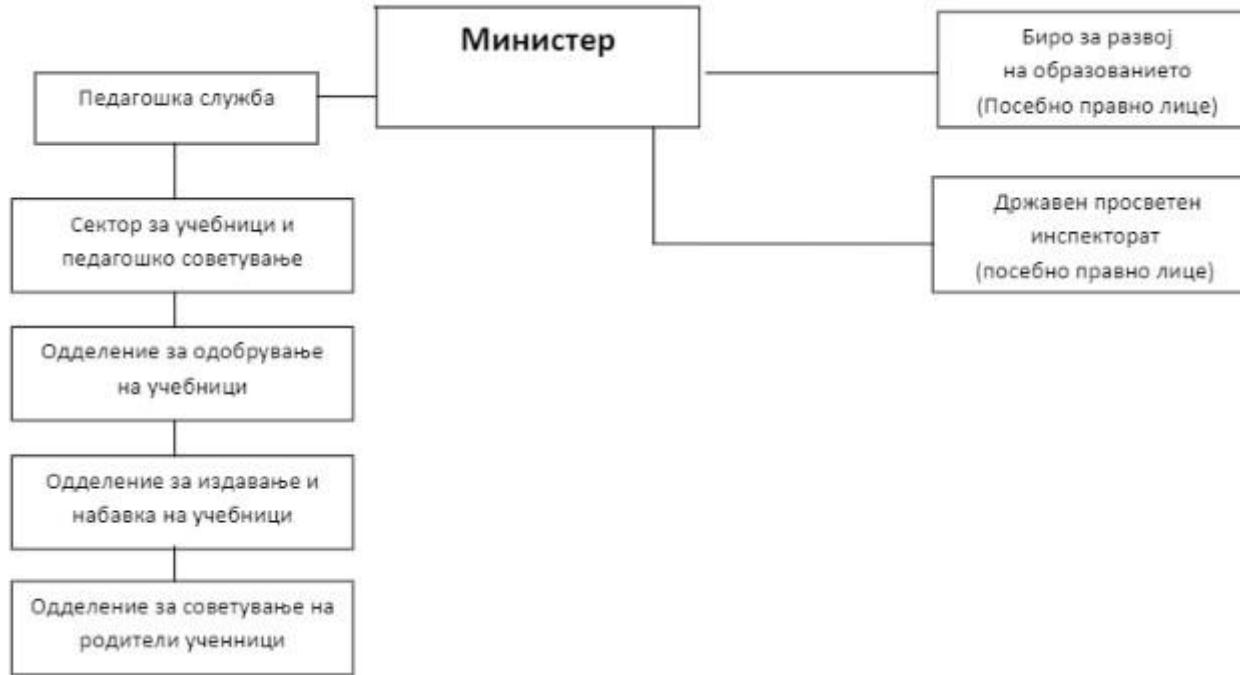 Министер
Педагошка служба
Сектор за учебници и
педагошко советување
Одделение за одобрување
на учебници
Одделение за издавање и
набавка на учебници
Одделение за советување на
родители ученници
Биро за развој
на образованието
(Посебно правно лице)
Државен просветен
инспекторат
(посебно правно лице)